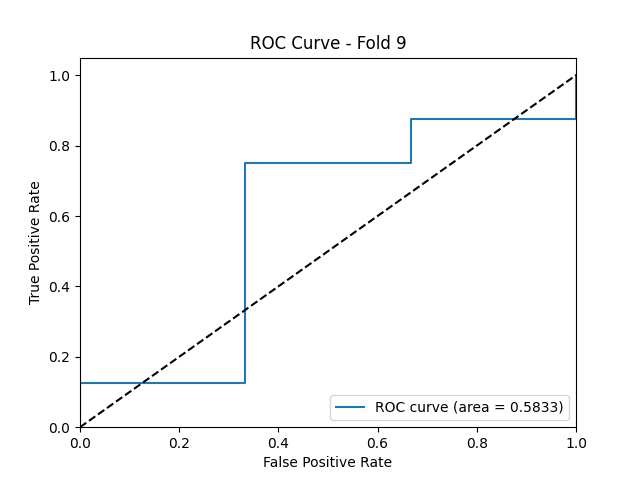 ROC Curve - Fold 9
1.0
0.8
0.6
0.4
0.2
0.0
True Positive Rate
ROC curve (area = 0.5833)
0.0 0.2 0.4 0.6 0.8 1.0
False Positive Rate